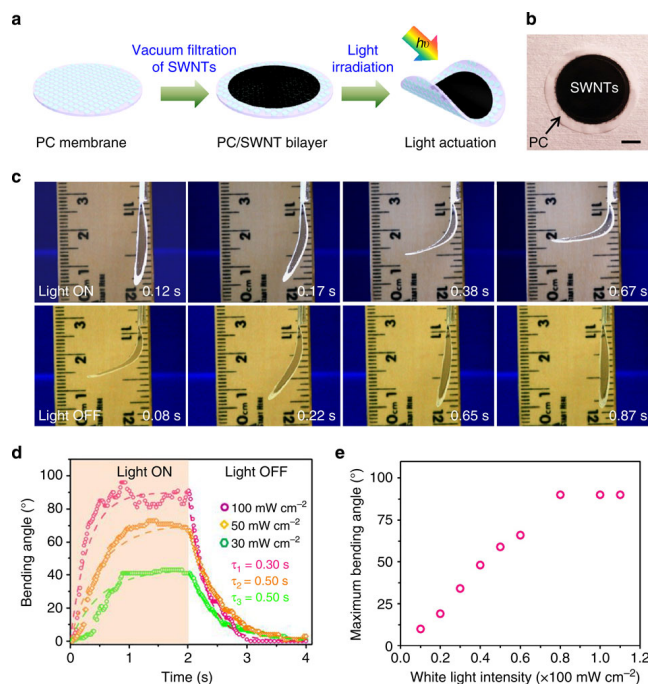 a
Vacuum filtration
of SWNTs
Light
irradiation
hυ
PC membrane
PC/SWNT bilayer
Light actuation
b
SWNTs
PC
c
Light ON
0.12 s
0.17 s
0.38 s
0.67 s
Light OFF
0.08 s
0.22 s
0.65 s
0.87 s
d
Light ON
Light OFF
100 mW cm−2
50 mW cm−2
30 mW cm−2
τ1 = 0.30 s
τ2 = 0.50 s
τ3 = 0.50 s
100
80
60
40
20
0
Bending angle (°)
0
1
2
3
4
Time (s)
e
100
75
50
25
0
Maximum bending angle (°)
0.0
0.2
0.4
0.6
0.8
1.0
1.2
White light intensity (×100 mW cm−2)